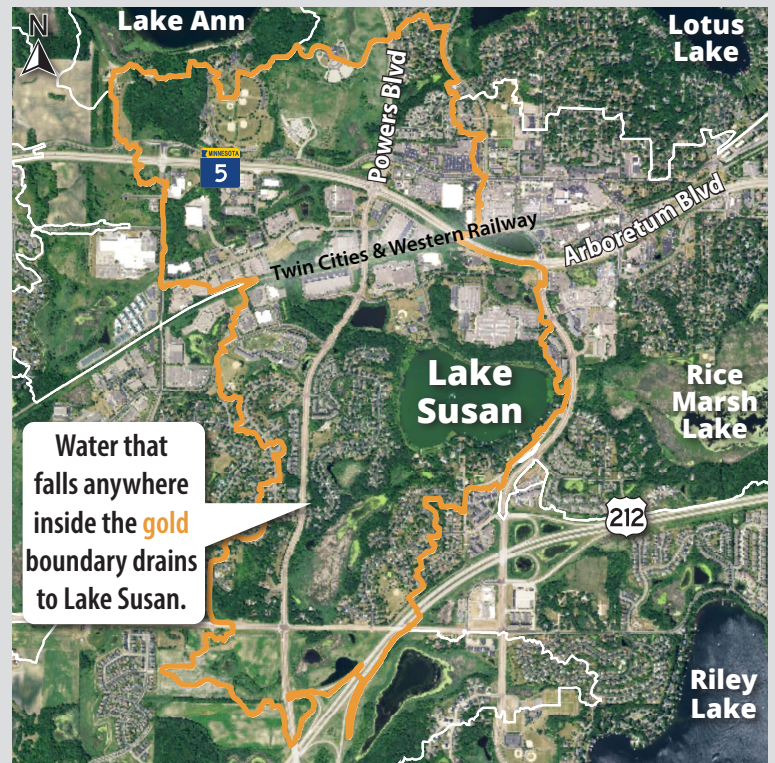 N
Lake Ann
Lotus
Lake
Powers Blvd
MINNESOTA
5
Arboretum Blvd
Twin Cities & Western Railway
Lake
Susan
Rice
Marsh
Lake
Water that
falls anywhere
inside the gold
boundary drains
to Lake Susan.
212
Riley
Lake